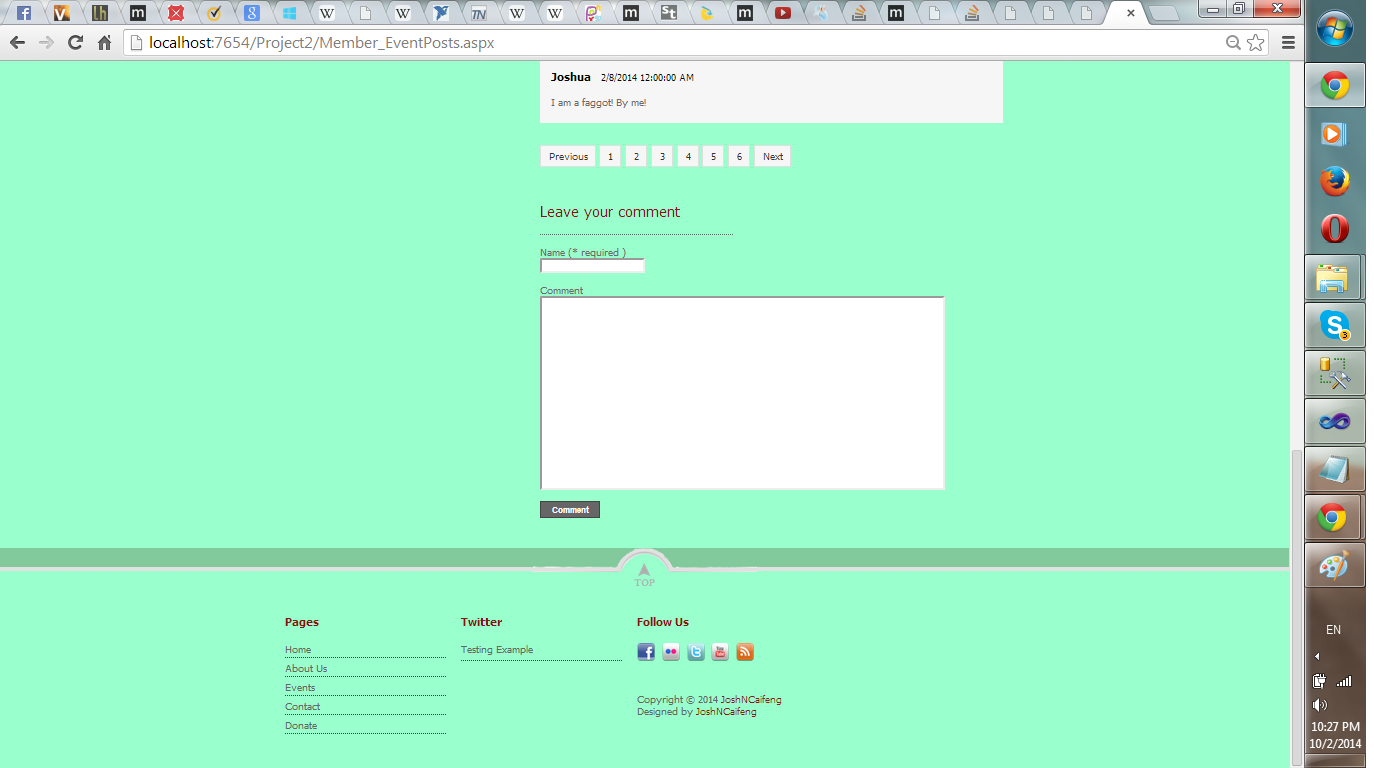 localhost:7654/Project2/Member_EventPosts.aspx
Joshua 2/8/2014 12:00:00 AM
I am a faggot! By me!
Previous 1 2 3 4 5 6 Next
Leave your comment
Name (* required )
Comment
Comment
TOP
Pages Twitter Follow Us
Home Testing Example
About Us
Events
Contact
Donate
Copyright © 2014 JoshNCaifeng
Designed by JoshNCaifeng
EN
10:27 PM
10/2/2014